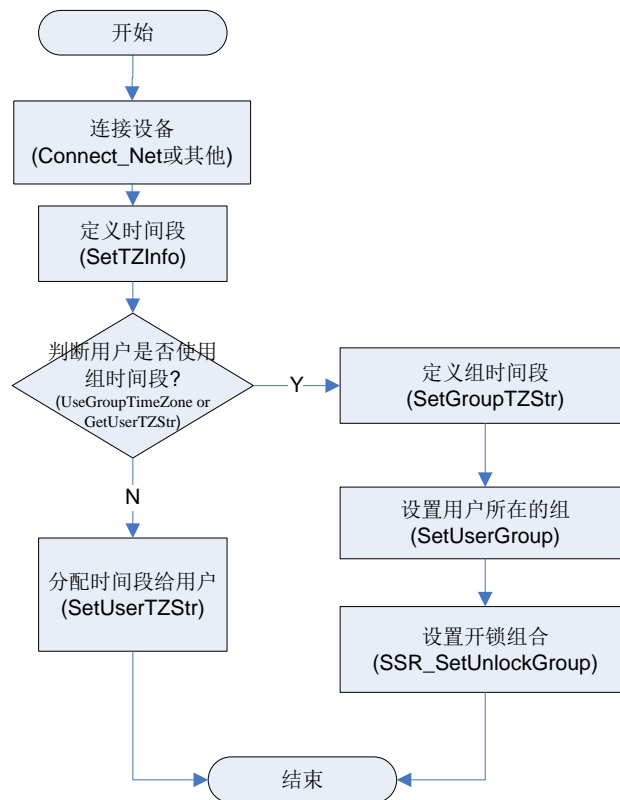 开始
连接设备
(Connect_Net或其他)
定义时间段
(SetTZInfo)
判断用户是否使用
组时间段?
(UseGroupTimeZone or
GetUserTZStr)
Y
定义组时间段
(SetGroupTZStr)
N
设置用户所在的组
(SetUserGroup)
分配时间段给用户
(SetUserTZStr)
设置开锁组合
(SSR_SetUnlockGroup)
结束